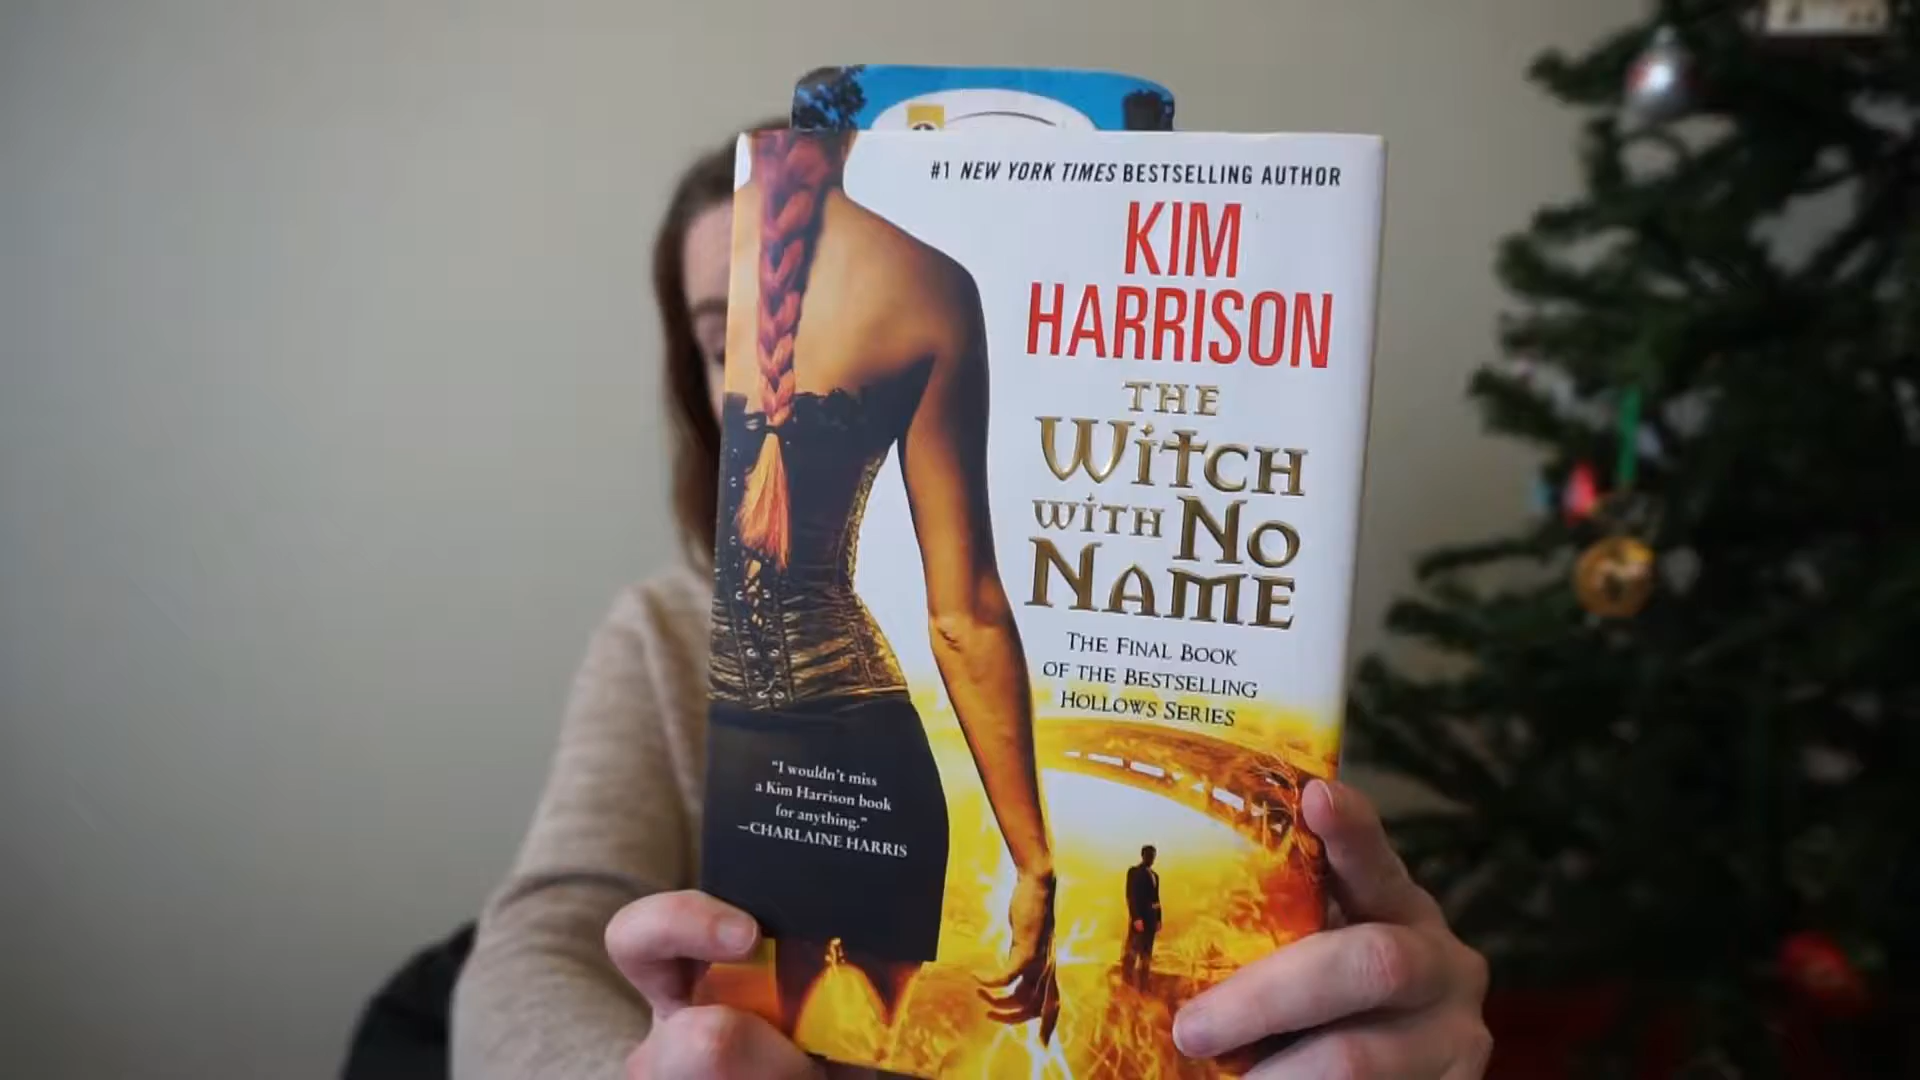 #1 NEW YORK TIMES BESTSELLING AUTHOR
KIM
HARRISON
THE
WITCH
WITH NO
NAME
THE FINAL BOOK
OF THE BESTSELLING
HOLLOWS SERIES
"I wouldn't miss
a Kim Harrison book
for anything."
—CHARLAINE HARRIS